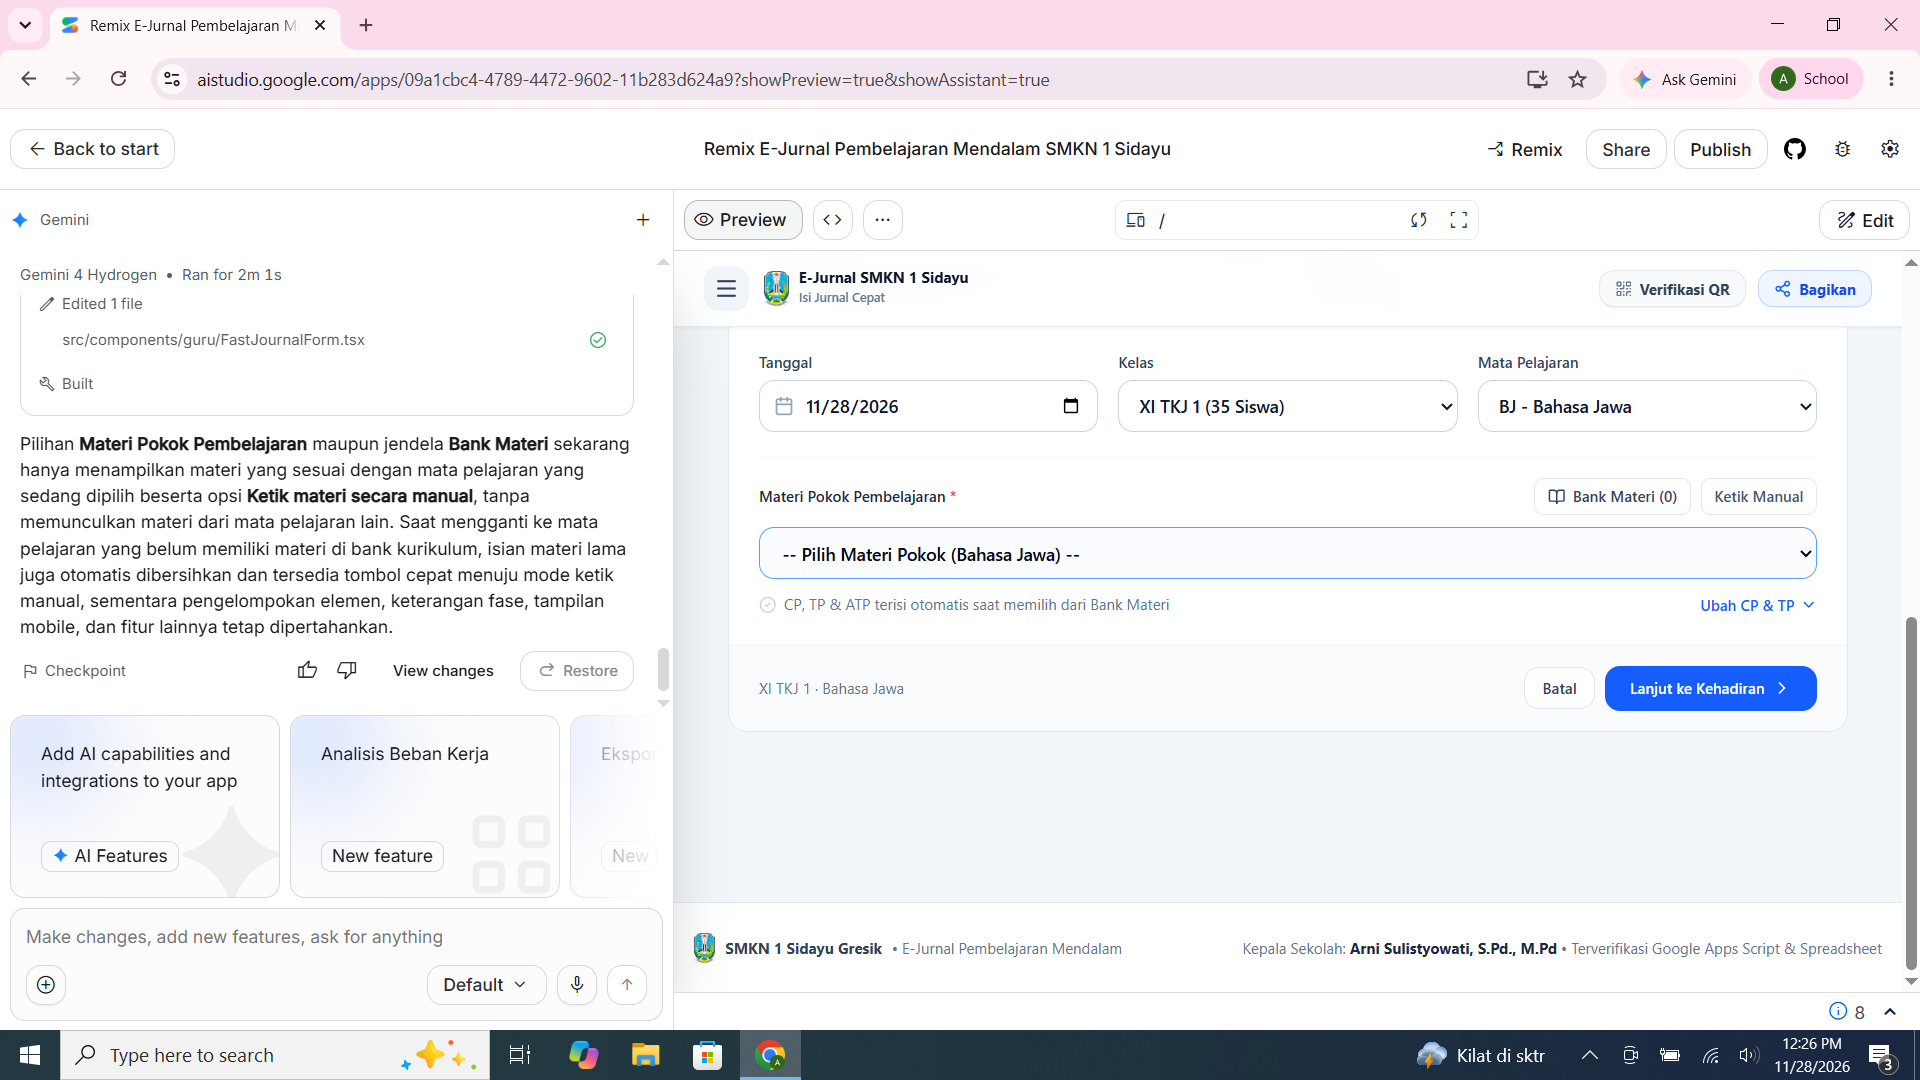 Remix E-Jurnal Pembelajaran M
aistudio.google.com/apps/09a1cbc4-4789-4472-9602-11b283d624a9?showPreview=true&showAssistant=true
Ask Gemini
A
School
Back to start
Remix E-Jurnal Pembelajaran Mendalam SMKN 1 Sidayu
Remix
Share
Publish
Gemini
Preview
/
Edit
Gemini 4 Hydrogen • Ran for 2m 1s
Edited 1 file
src/components/guru/FastJournalForm.tsx
Built
Pilihan Materi Pokok Pembelajaran maupun jendela Bank Materi sekarang
hanya menampilkan materi yang sesuai dengan mata pelajaran yang
sedang dipilih beserta opsi Ketik materi secara manual, tanpa
memunculkan materi dari mata pelajaran lain. Saat mengganti ke mata
pelajaran yang belum memiliki materi di bank kurikulum, isian materi lama
juga otomatis dibersihkan dan tersedia tombol cepat menuju mode ketik
manual, sementara pengelompokan elemen, keterangan fase, tampilan
mobile, dan fitur lainnya tetap dipertahankan.
Checkpoint
View changes
Restore
Add AI capabilities and
integrations to your app
AI Features
Analisis Beban Kerja
New feature
Ekspor
New f
Make changes, add new features, ask for anything
Default
E-Jurnal SMKN 1 Sidayu
Isi Jurnal Cepat
Verifikasi QR
Bagikan
Tanggal
Kelas
Mata Pelajaran
11/28/2026
XI TKJ 1 (35 Siswa)
BJ - Bahasa Jawa
Materi Pokok Pembelajaran *
Bank Materi (0)
Ketik Manual
-- Pilih Materi Pokok (Bahasa Jawa) --
CP, TP & ATP terisi otomatis saat memilih dari Bank Materi
Ubah CP & TP
XI TKJ 1 · Bahasa Jawa
Batal
Lanjut ke Kehadiran
SMKN 1 Sidayu Gresik • E-Jurnal Pembelajaran Mendalam
Kepala Sekolah: Arni Sulistyowati, S.Pd., M.Pd • Terverifikasi Google Apps Script & Spreadsheet
8
Type here to search
Kilat di sktr
12:26 PM
11/28/2026
3